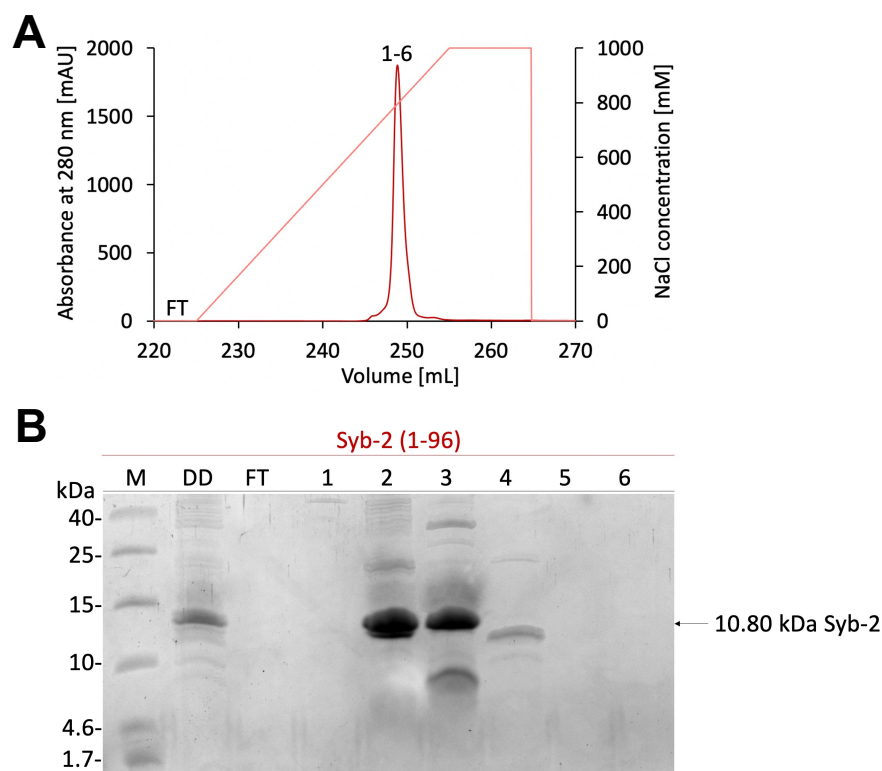 A
Absorbance at 280 nm [mAU]
2000
1500
1000
500
0
1-6
FT
1000
800
600
400
200
0
NaCl concentration [mM]
220 230 240 250 260 270
Volume [mL]
B
Syb-2 (1-96)
M DD FT 1 2 3 4 5 6
kDa
40-
25-
15-
10.80 kDa Syb-2
10-
4.6-
1.7-